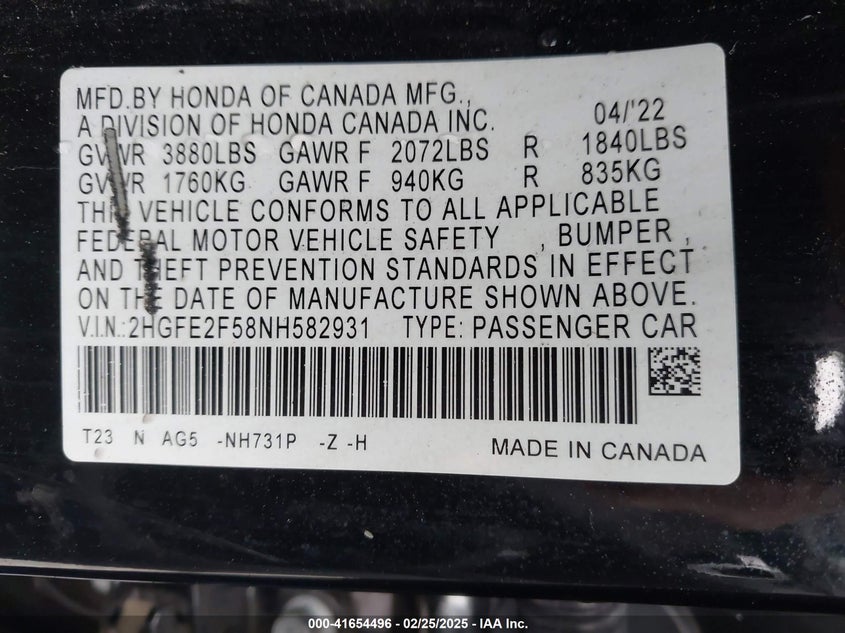 MFD.BY HONDA OF CANADA MFG.,
A DIVISION OF HONDA CANADA INC. 04/'22
GVWR 3880LBS GAWR F 2072LBS R 1840LBS
GVWR 1760KG GAWR F 940KG R 835KG
THIS VEHICLE CONFORMS TO ALL APPLICABLE
FEDERAL MOTOR VEHICLE SAFETY , BUMPER ,
AND THEFT PREVENTION STANDARDS IN EFFECT
ON THE DATE OF MANUFACTURE SHOWN ABOVE.
V.I.N.:2HGFE2F58NH582931 TYPE: PASSENGER CAR
T23 N AG5 -NH731P -Z -H MADE IN CANADA
000-41654496 - 02/25/2025 - IAA Inc.